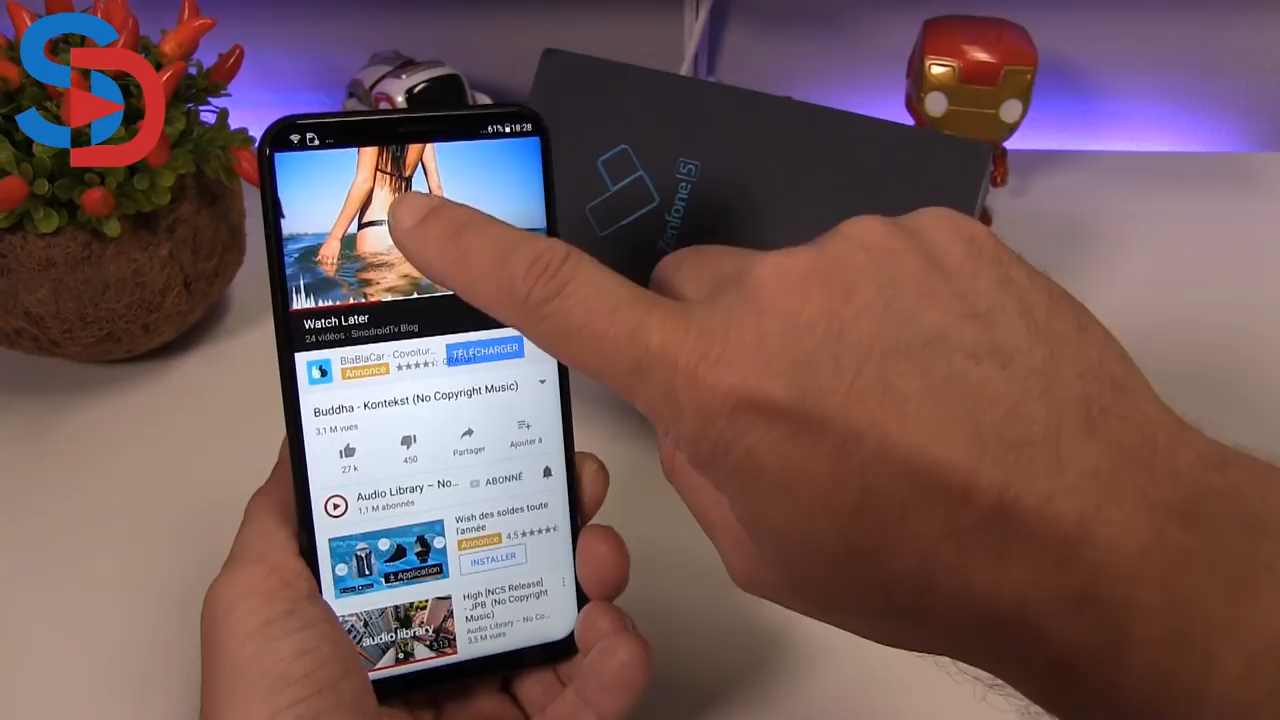 SD
...61% 18:28
Zenfone 5
Watch Later
24 vidéos · SinodroidTv Blog
BlaBlaCar - Covoitur...
Annonce
TÉLÉCHARGER
Buddha - Kontekst (No Copyright Music)
3,1 M vues
27 k
450
Partager
Ajouter à
Audio Library – No...
ABONNÉ
1,1 M abonnés
Wish des soldes toute
l'année
Annonce 4,5
INSTALLER
Application
High [NCS Release]
- JPB (No Copyright
Music)
Audio Library – No Co...
3,5 M vues
audio library
3:13